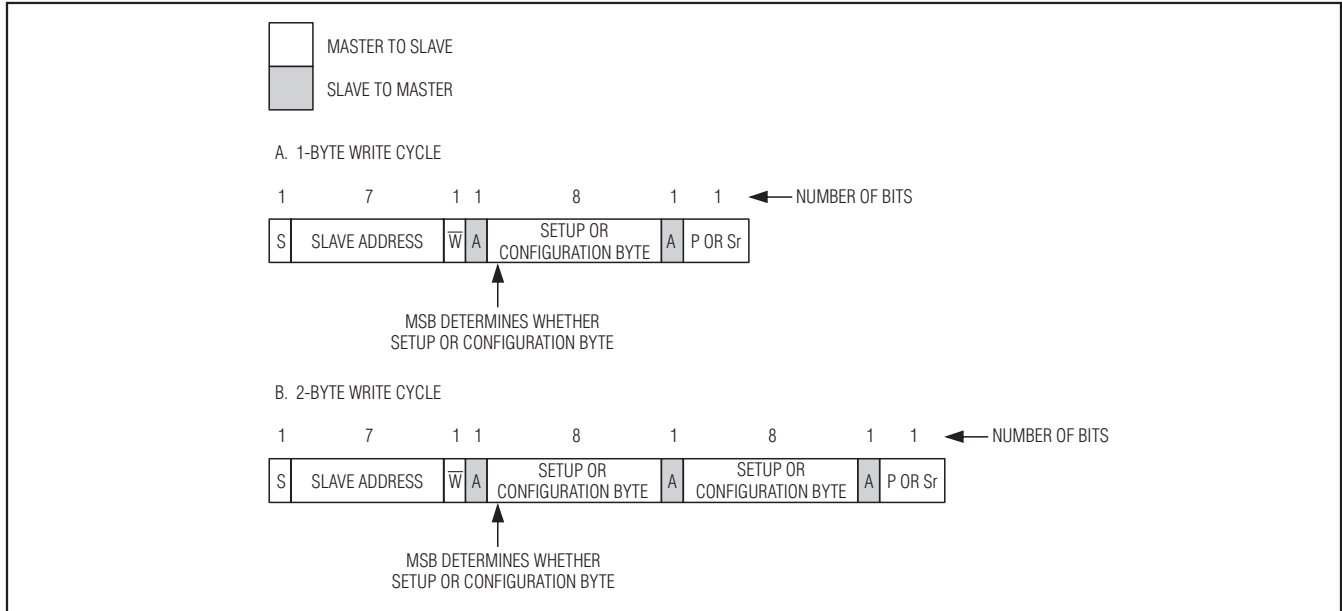 MASTER TO SLAVE
SLAVE TO MASTER
A. 1-BYTE WRITE CYCLE
1 7 1 1 8 1 1 NUMBER OF BITS
S SLAVE ADDRESS W̅ A SETUP OR CONFIGURATION BYTE A P OR Sr
MSB DETERMINES WHETHER
SETUP OR CONFIGURATION BYTE
B. 2-BYTE WRITE CYCLE
1 7 1 1 8 1 8 1 1 NUMBER OF BITS
S SLAVE ADDRESS W̅ A SETUP OR CONFIGURATION BYTE A SETUP OR CONFIGURATION BYTE A P OR Sr
MSB DETERMINES WHETHER
SETUP OR CONFIGURATION BYTE